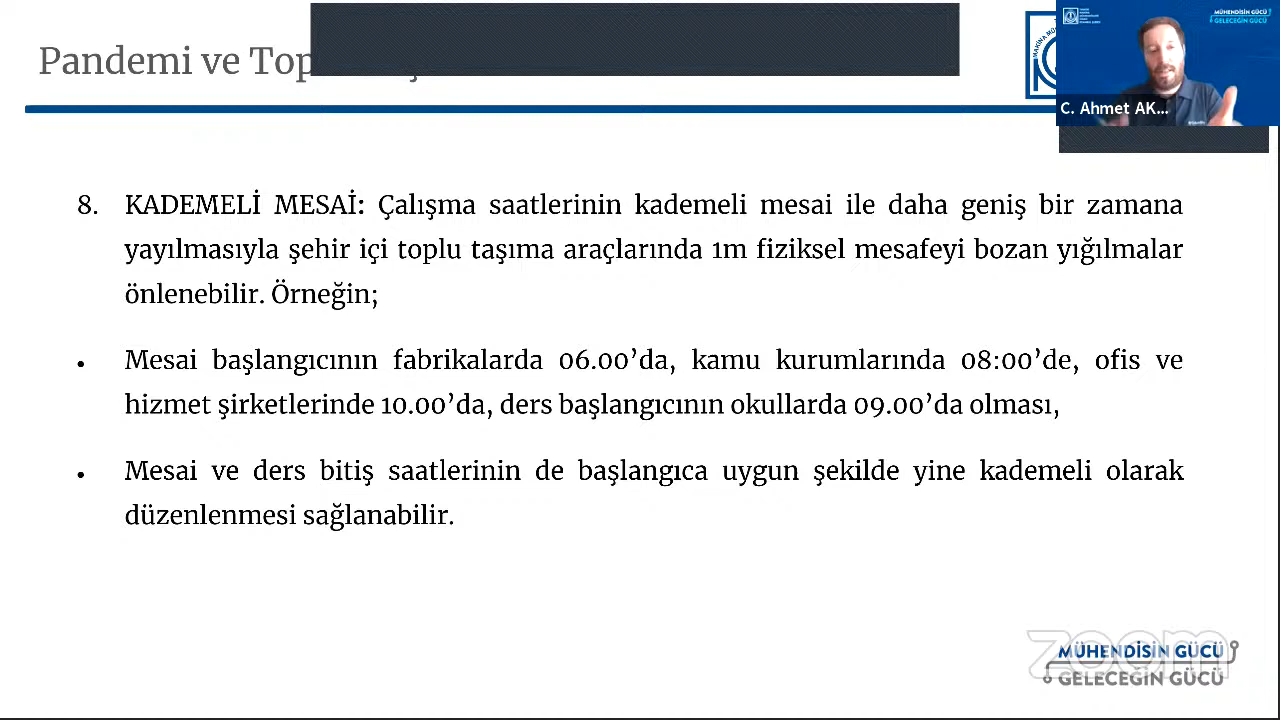 Pandemi ve Top
MÜHENDİSİN GÜCÜ
GELECEĞİN GÜCÜ
C. Ahmet AK...
8. KADEMELİ MESAİ: Çalışma saatlerinin kademeli mesai ile daha geniş bir zamana
yayılmasıyla şehir içi toplu taşıma araçlarında 1m fiziksel mesafeyi bozan yığılmalar
önlenebilir. Örneğin;
• Mesai başlangıcının fabrikalarda 06.00’da, kamu kurumlarında 08:00’de, ofis ve
hizmet şirketlerinde 10.00’da, ders başlangıcının okullarda 09.00’da olması,
• Mesai ve ders bitiş saatlerinin de başlangıca uygun şekilde yine kademeli olarak
düzenlenmesi sağlanabilir.
zoom
MÜHENDİSİN GÜCÜ
GELECEĞİN GÜCÜ